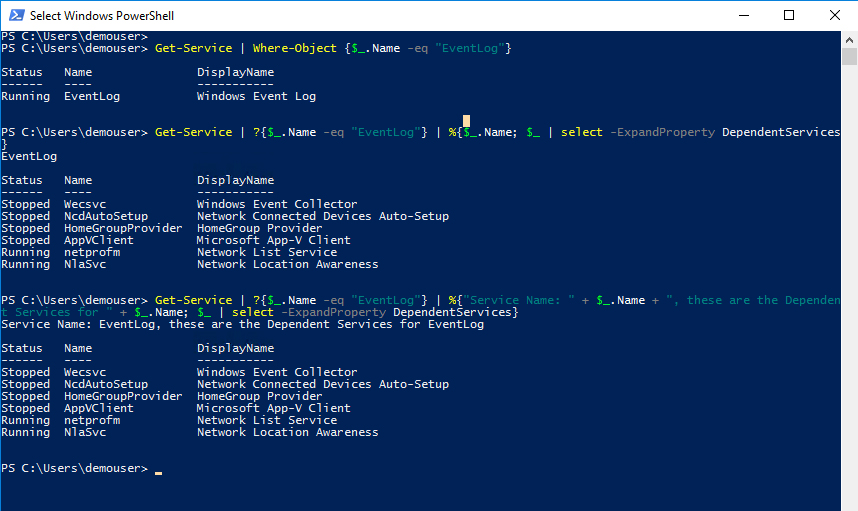 Select Windows PowerShell
PS C:\Users\demouser>
PS C:\Users\demouser> Get-Service | Where-Object {$_.Name -eq "EventLog"}
Status   Name               DisplayName
------   ----               -----------
Running  EventLog           Windows Event Log
PS C:\Users\demouser> Get-Service | ?{$_.Name -eq "EventLog"} | %{$_.Name; $_ | select -ExpandProperty DependentServices
}
EventLog
Status   Name               DisplayName
------   ----               -----------
Stopped  Wecsvc             Windows Event Collector
Stopped  NcdAutoSetup       Network Connected Devices Auto-Setup
Stopped  HomeGroupProvider  HomeGroup Provider
Stopped  AppVClient         Microsoft App-V Client
Running  netprofm           Network List Service
Running  NlaSvc             Network Location Awareness
PS C:\Users\demouser> Get-Service | ?{$_.Name -eq "EventLog"} | %{"Service Name: " + $_.Name + ", these are the Dependen
t Services for " + $_.Name; $_ | select -ExpandProperty DependentServices}
Service Name: EventLog, these are the Dependent Services for EventLog
Status   Name               DisplayName
------   ----               -----------
Stopped  Wecsvc             Windows Event Collector
Stopped  NcdAutoSetup       Network Connected Devices Auto-Setup
Stopped  HomeGroupProvider  HomeGroup Provider
Stopped  AppVClient         Microsoft App-V Client
Running  netprofm           Network List Service
Running  NlaSvc             Network Location Awareness
PS C:\Users\demouser>